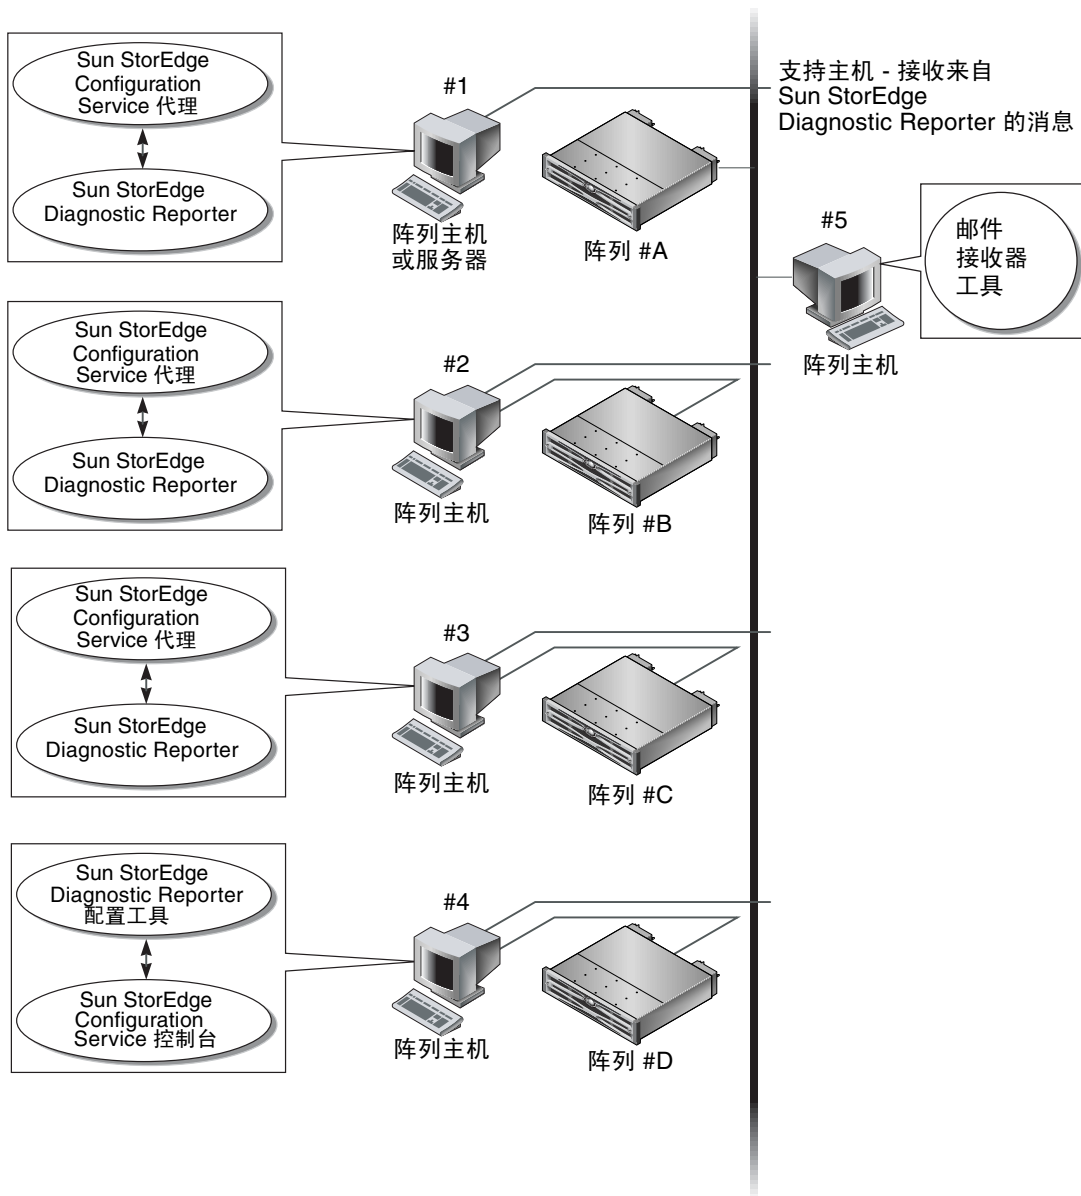 Sun StorEdge
Configuration
Service 代理
Sun StorEdge
Diagnostic Reporter
#1
阵列主机
或服务器
阵列 #A
支持主机 - 接收来自
Sun StorEdge
Diagnostic Reporter 的消息
#5
阵列主机
邮件
接收器
工具
Sun StorEdge
Configuration
Service 代理
Sun StorEdge
Diagnostic Reporter
#2
阵列主机
阵列 #B
Sun StorEdge
Configuration
Service 代理
Sun StorEdge
Diagnostic Reporter
#3
阵列主机
阵列 #C
Sun StorEdge
Diagnostic Reporter
配置工具
Sun StorEdge
Configuration
Service 控制台
#4
阵列主机
阵列 #D